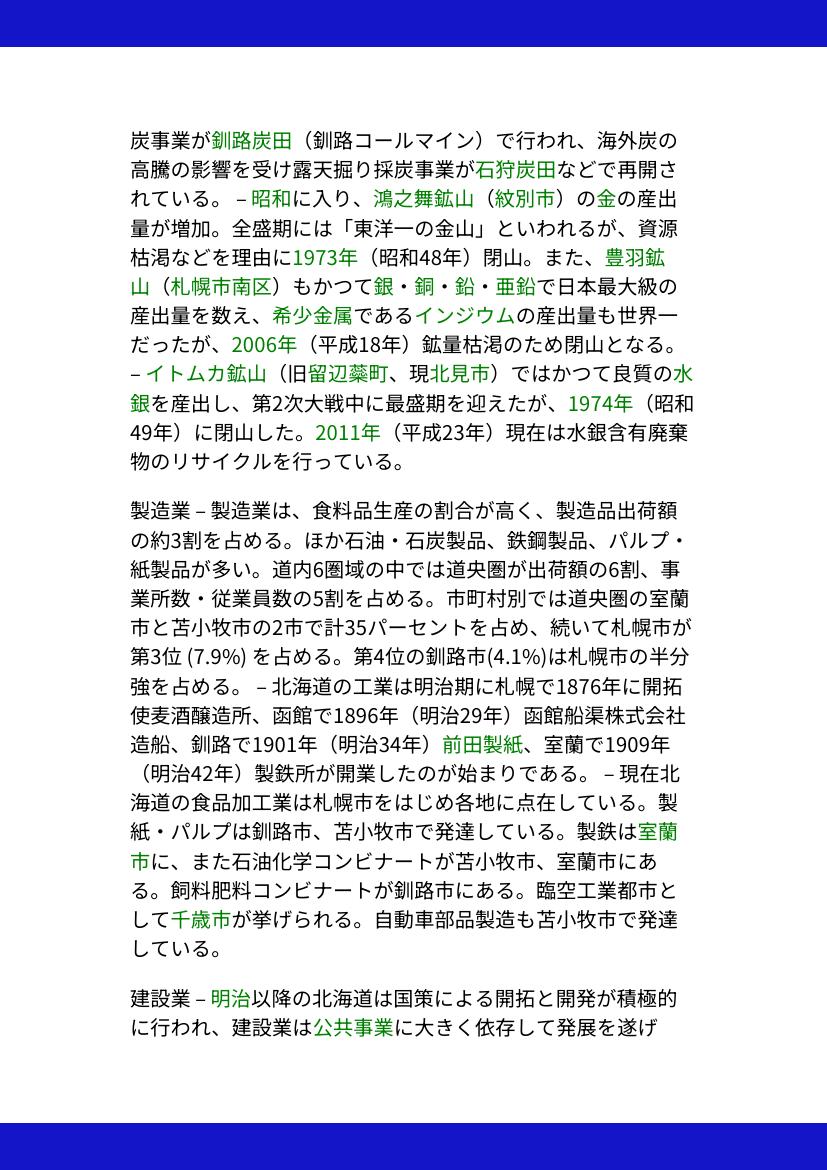 炭事業が釧路炭田（釧路コールマイン）で行われ、海外炭の
高騰の影響を受け露天掘り採炭事業が石狩炭田などで再開さ
れている。 – 昭和に入り、鴻之舞鉱山（紋別市）の金の産出
量が増加。全盛期には「東洋一の金山」といわれるが、資源
枯渇などを理由に1973年（昭和48年）閉山。また、豊羽鉱
山（札幌市南区）もかつて銀・銅・鉛・亜鉛で日本最大級の
産出量を数え、希少金属であるインジウムの産出量も世界一
だったが、2006年（平成18年）鉱量枯渇のため閉山となる。
– イトムカ鉱山（旧留辺蘂町、現北見市）ではかつて良質の水
銀を産出し、第2次大戦中に最盛期を迎えたが、1974年（昭和
49年）に閉山した。2011年（平成23年）現在は水銀含有廃棄
物のリサイクルを行っている。
製造業 – 製造業は、食料品生産の割合が高く、製造品出荷額
の約3割を占める。ほか石油・石炭製品、鉄鋼製品、パルプ・
紙製品が多い。道内6圏域の中では道央圏が出荷額の6割、事
業所数・従業員数の5割を占める。市町村別では道央圏の室蘭
市と苫小牧市の2市で計35パーセントを占め、続いて札幌市が
第3位 (7.9%) を占める。第4位の釧路市(4.1%)は札幌市の半分
強を占める。 – 北海道の工業は明治期に札幌で1876年に開拓
使麦酒醸造所、函館で1896年（明治29年）函館船渠株式会社
造船、釧路で1901年（明治34年）前田製紙、室蘭で1909年
（明治42年）製鉄所が開業したのが始まりである。 – 現在北
海道の食品加工業は札幌市をはじめ各地に点在している。製
紙・パルプは釧路市、苫小牧市で発達している。製鉄は室蘭
市に、また石油化学コンビナートが苫小牧市、室蘭市にあ
る。飼料肥料コンビナートが釧路市にある。臨空工業都市と
して千歳市が挙げられる。自動車部品製造も苫小牧市で発達
している。
建設業 – 明治以降の北海道は国策による開拓と開発が積極的
に行われ、建設業は公共事業に大きく依存して発展を遂げ